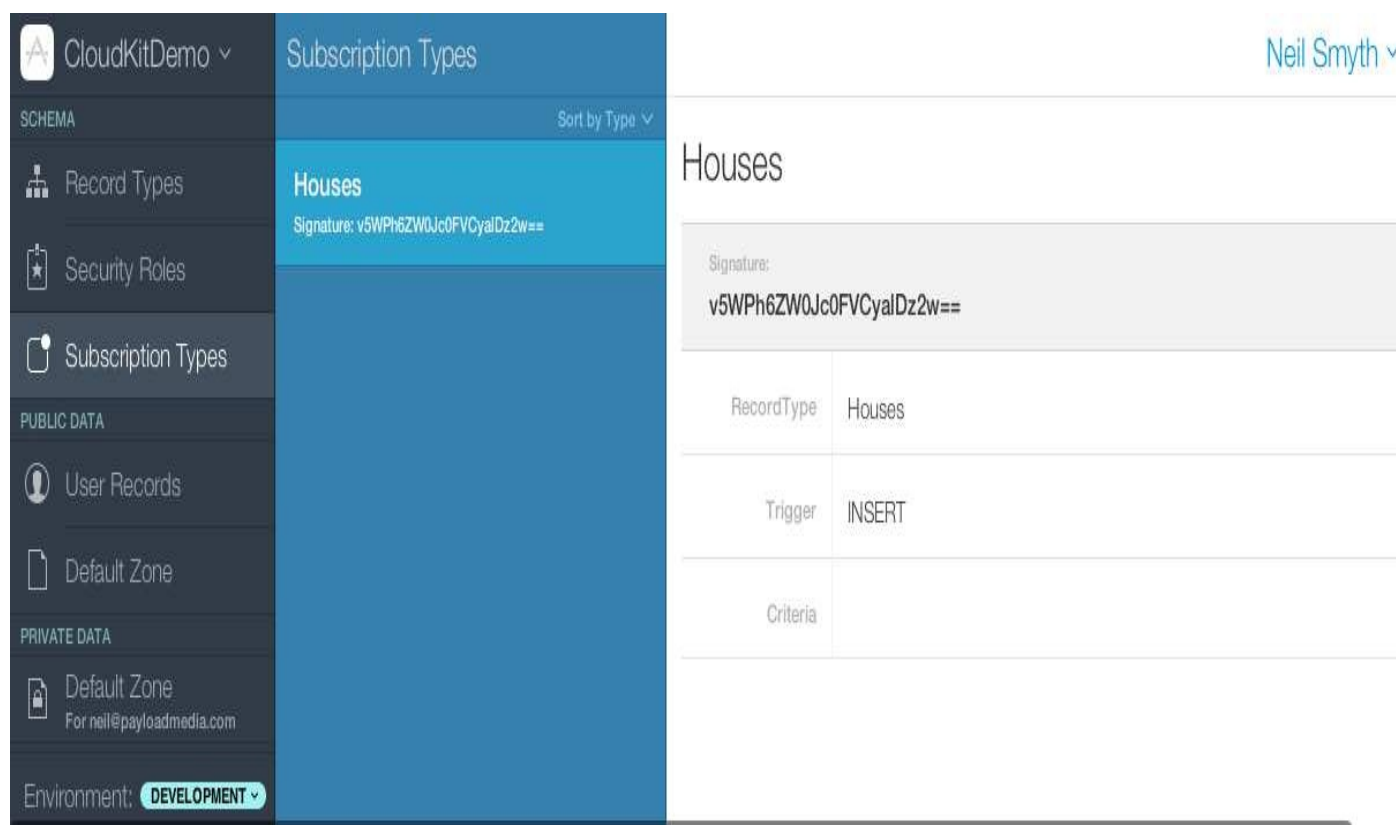 CloudKitDemo
SCHEMA
Record Types
Security Roles
Subscription Types
PUBLIC DATA
User Records
Default Zone
PRIVATE DATA
Default Zone
For neil@payloadmedia.com
Environment: DEVELOPMENT
Subscription Types
Sort by Type
Houses
Signature: v5WPh6ZW0Jc0FVCyalDz2w==
Neil Smyth
Houses
Signature:
v5WPh6ZW0Jc0FVCyalDz2w==
RecordType Houses
Trigger INSERT
Criteria